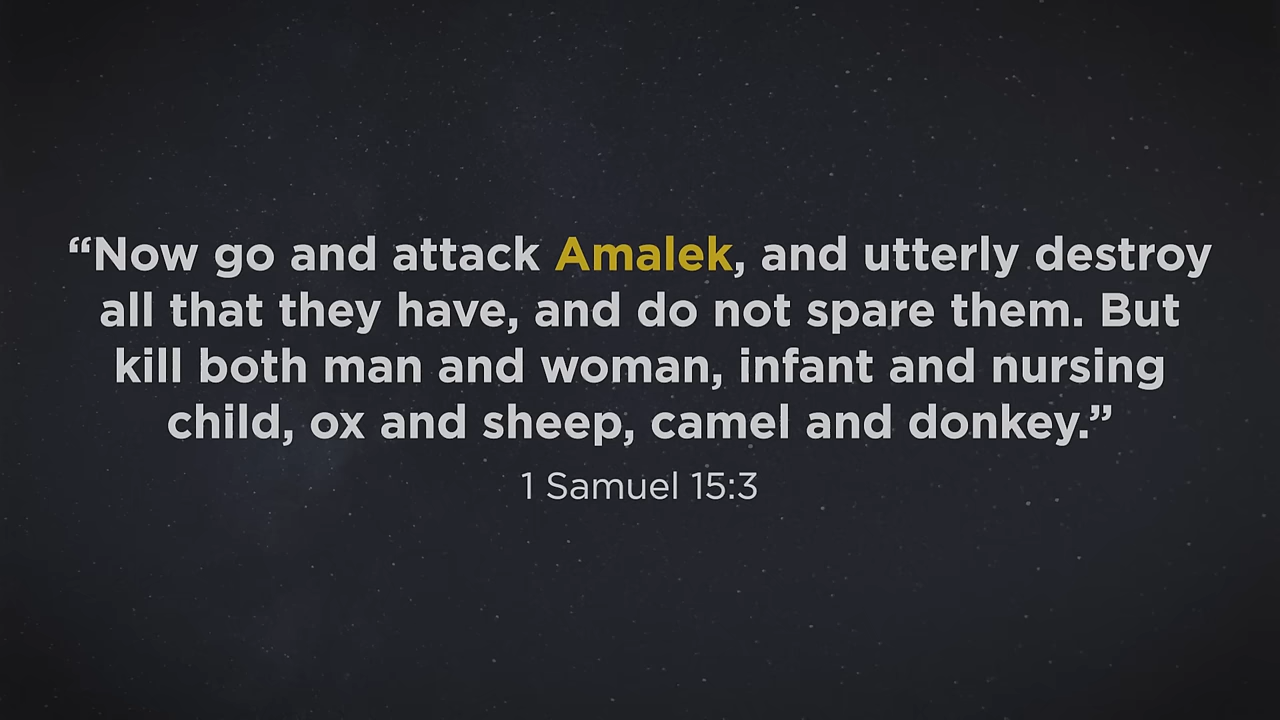 “Now go and attack Amalek, and utterly destroy
all that they have, and do not spare them. But
kill both man and woman, infant and nursing
child, ox and sheep, camel and donkey.”
1 Samuel 15:3